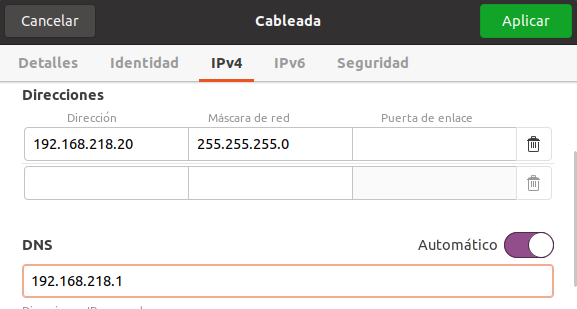 Cancelar Cableada Aplicar
Detalles Identidad IPv4 IPv6 Seguridad
Direcciones
Dirección Máscara de red Puerta de enlace
192.168.218.20 255.255.255.0
DNS Automático
192.168.218.1